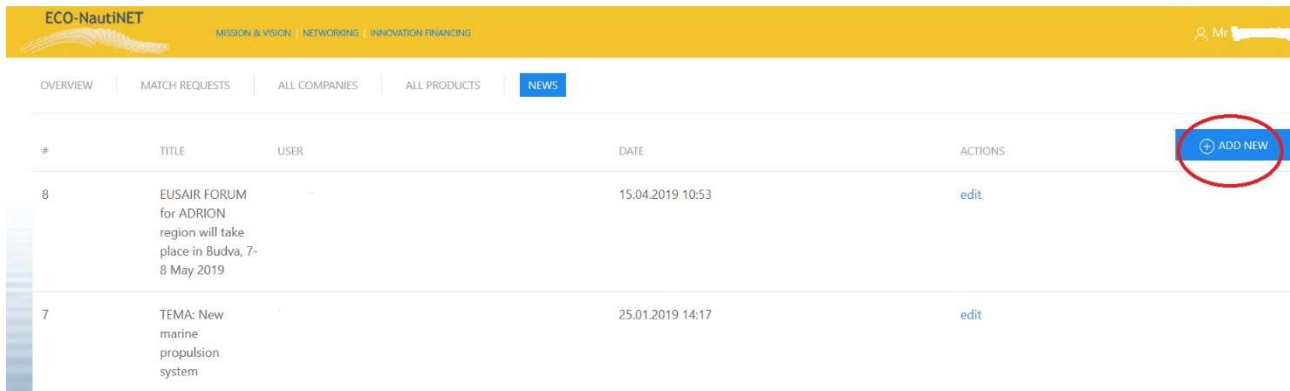 ECO-NautiNET
MISSION & VISION | NETWORKING | INNOVATION FINANCING
Mr
OVERVIEW
MATCH REQUESTS
ALL COMPANIES
ALL PRODUCTS
NEWS
# TITLE USER DATE ACTIONS
ADD NEW
8 EUSAIR FORUM 15.04.2019 10:53 edit
for ADRION
region will take
place in Budva, 7-
8 May 2019
7 TEMA: New 25.01.2019 14:17 edit
marine
propulsion
system